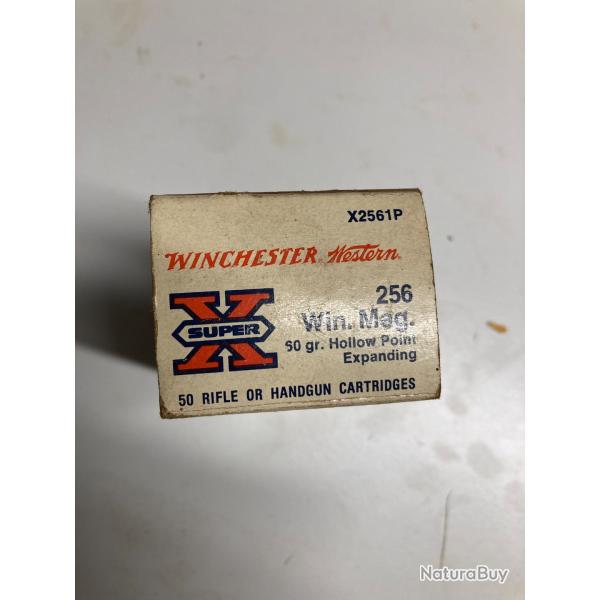 X2561P
WINCHESTER Western
X
SUPER
256
Win. Mag.
60 gr. Hollow Point
Expanding
50 RIFLE OR HANDGUN CARTRIDGES
NaturaBuy